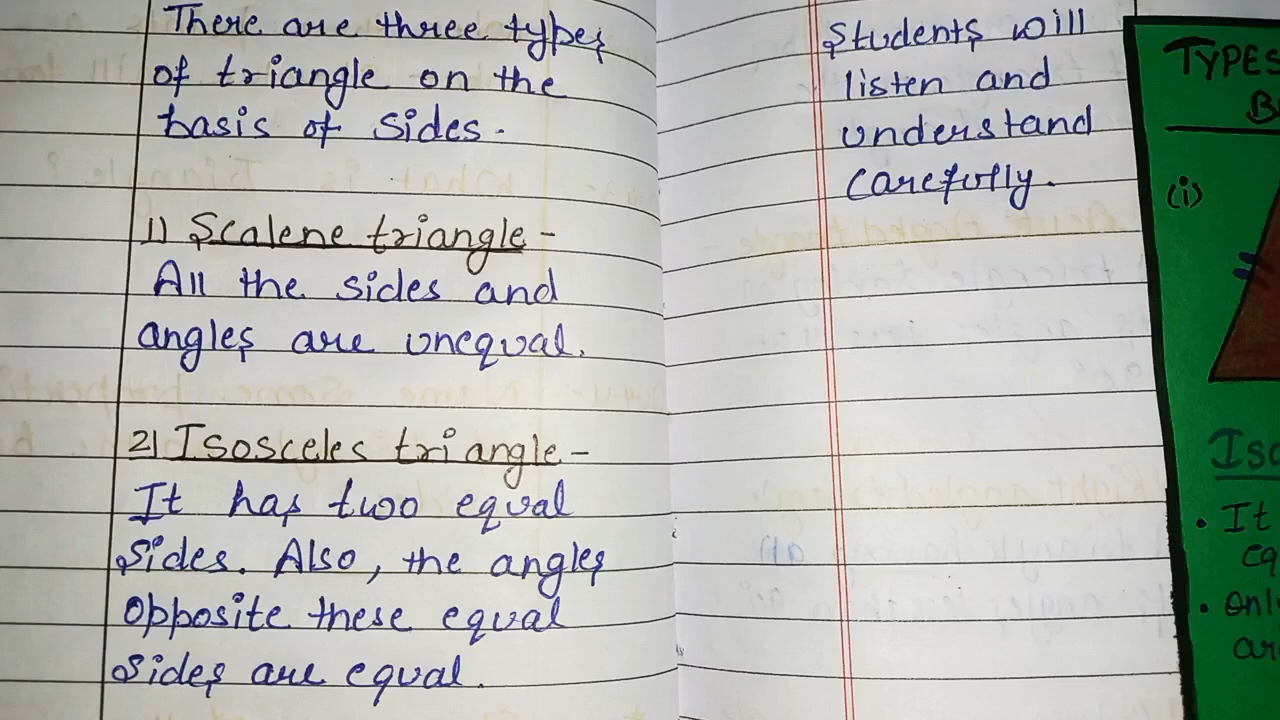 There are three types
of triangle on the
basis of sides.
1) Scalene triangle -
All the sides and
angles are unequal.
2) Isosceles triangle -
It has two equal
sides. Also, the angles
opposite these equal
sides are equal.
Students will
listen and
understand
carefully.
TYPES
B
(i)
Iso
• It
eq
• Onl
ar